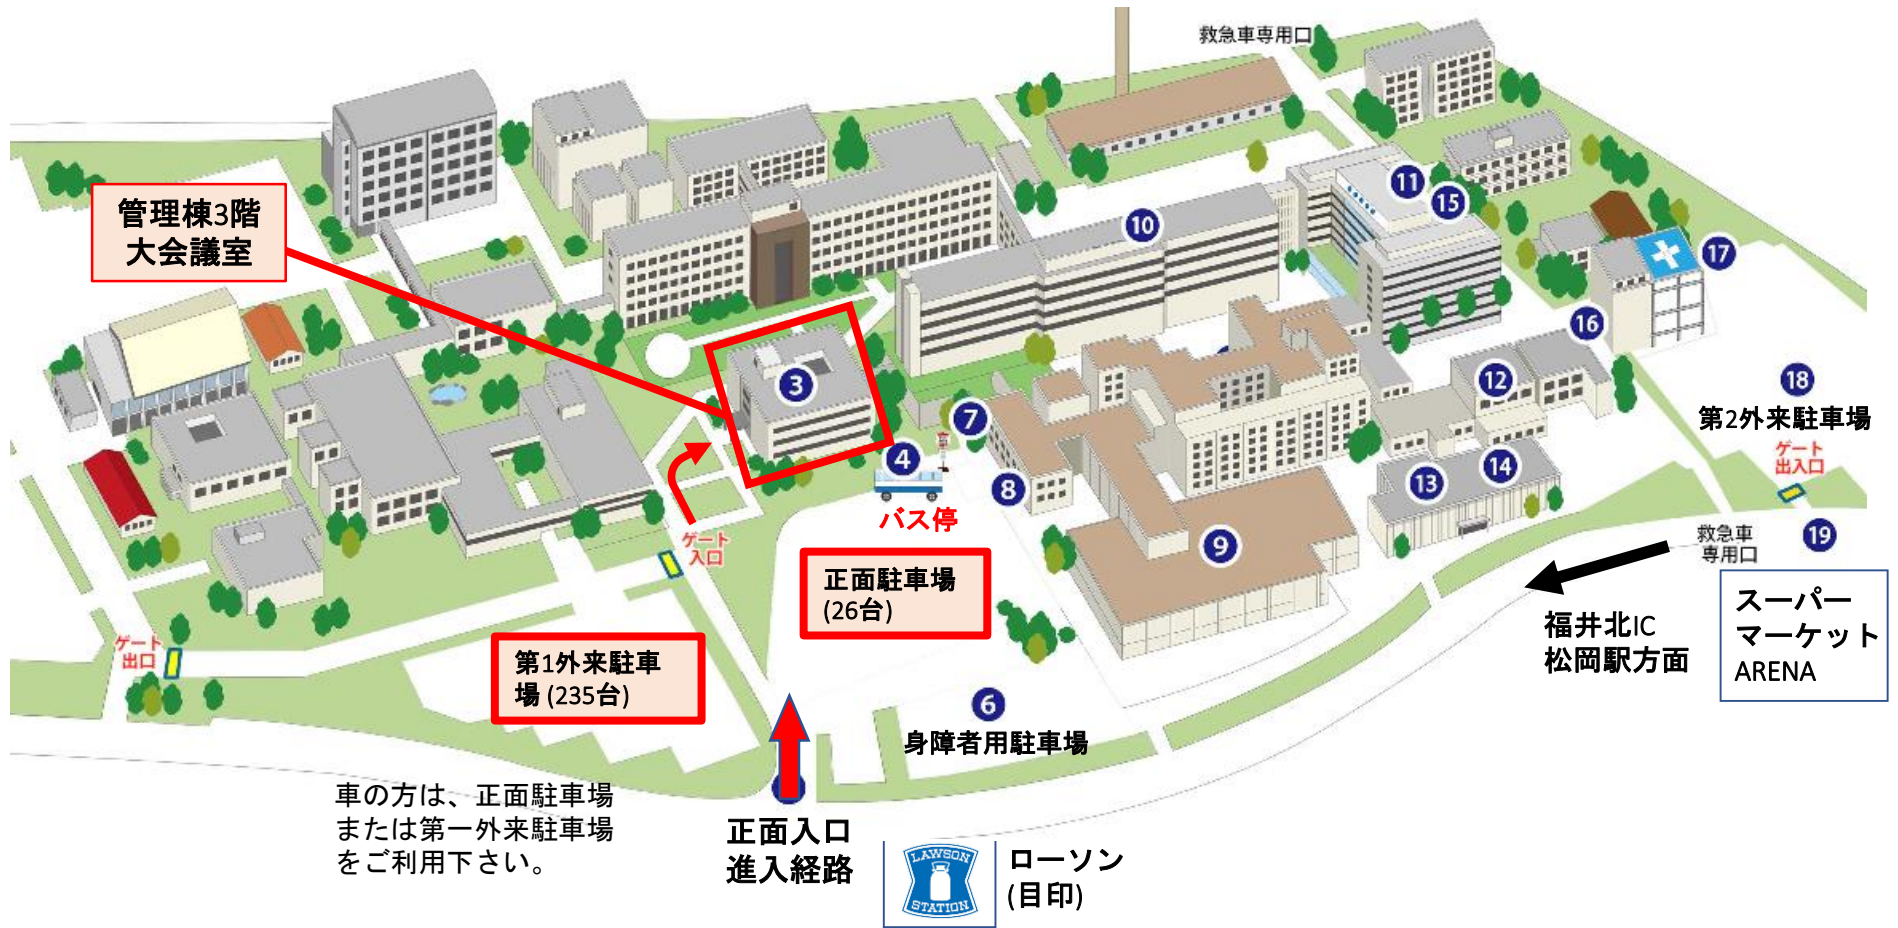 救急車専用口
管理棟3階
大会議室
11
15
10
17
16
3
12
18
第2外来駐車場
ゲート
出入口
7
4
8
バス停
13
14
9
ゲート
入口
救急車
専用口
19
正面駐車場
(26台)
福井北IC
松岡駅方面
スーパー
マーケット
ARENA
ゲート
出口
第1外来駐車
場 (235台)
6
身障者用駐車場
車の方は、正面駐車場
または第一外来駐車場
をご利用下さい。
正面入口
進入経路
LAWSON
STATION
ローソン
(目印)